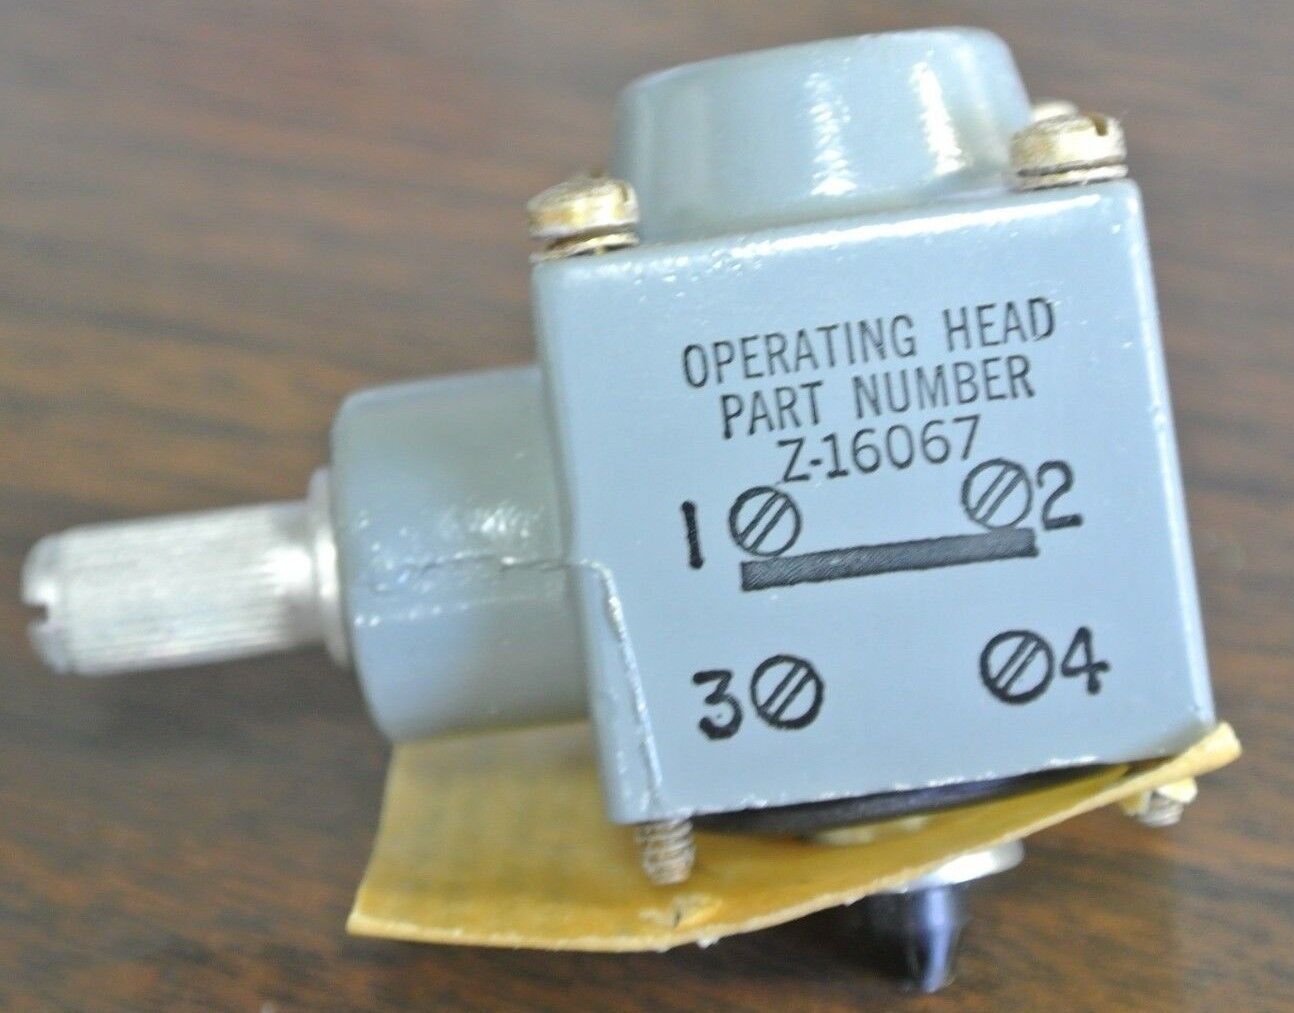 OPERATING HEAD
PART NUMBER
Z-16067
1 2
3 4